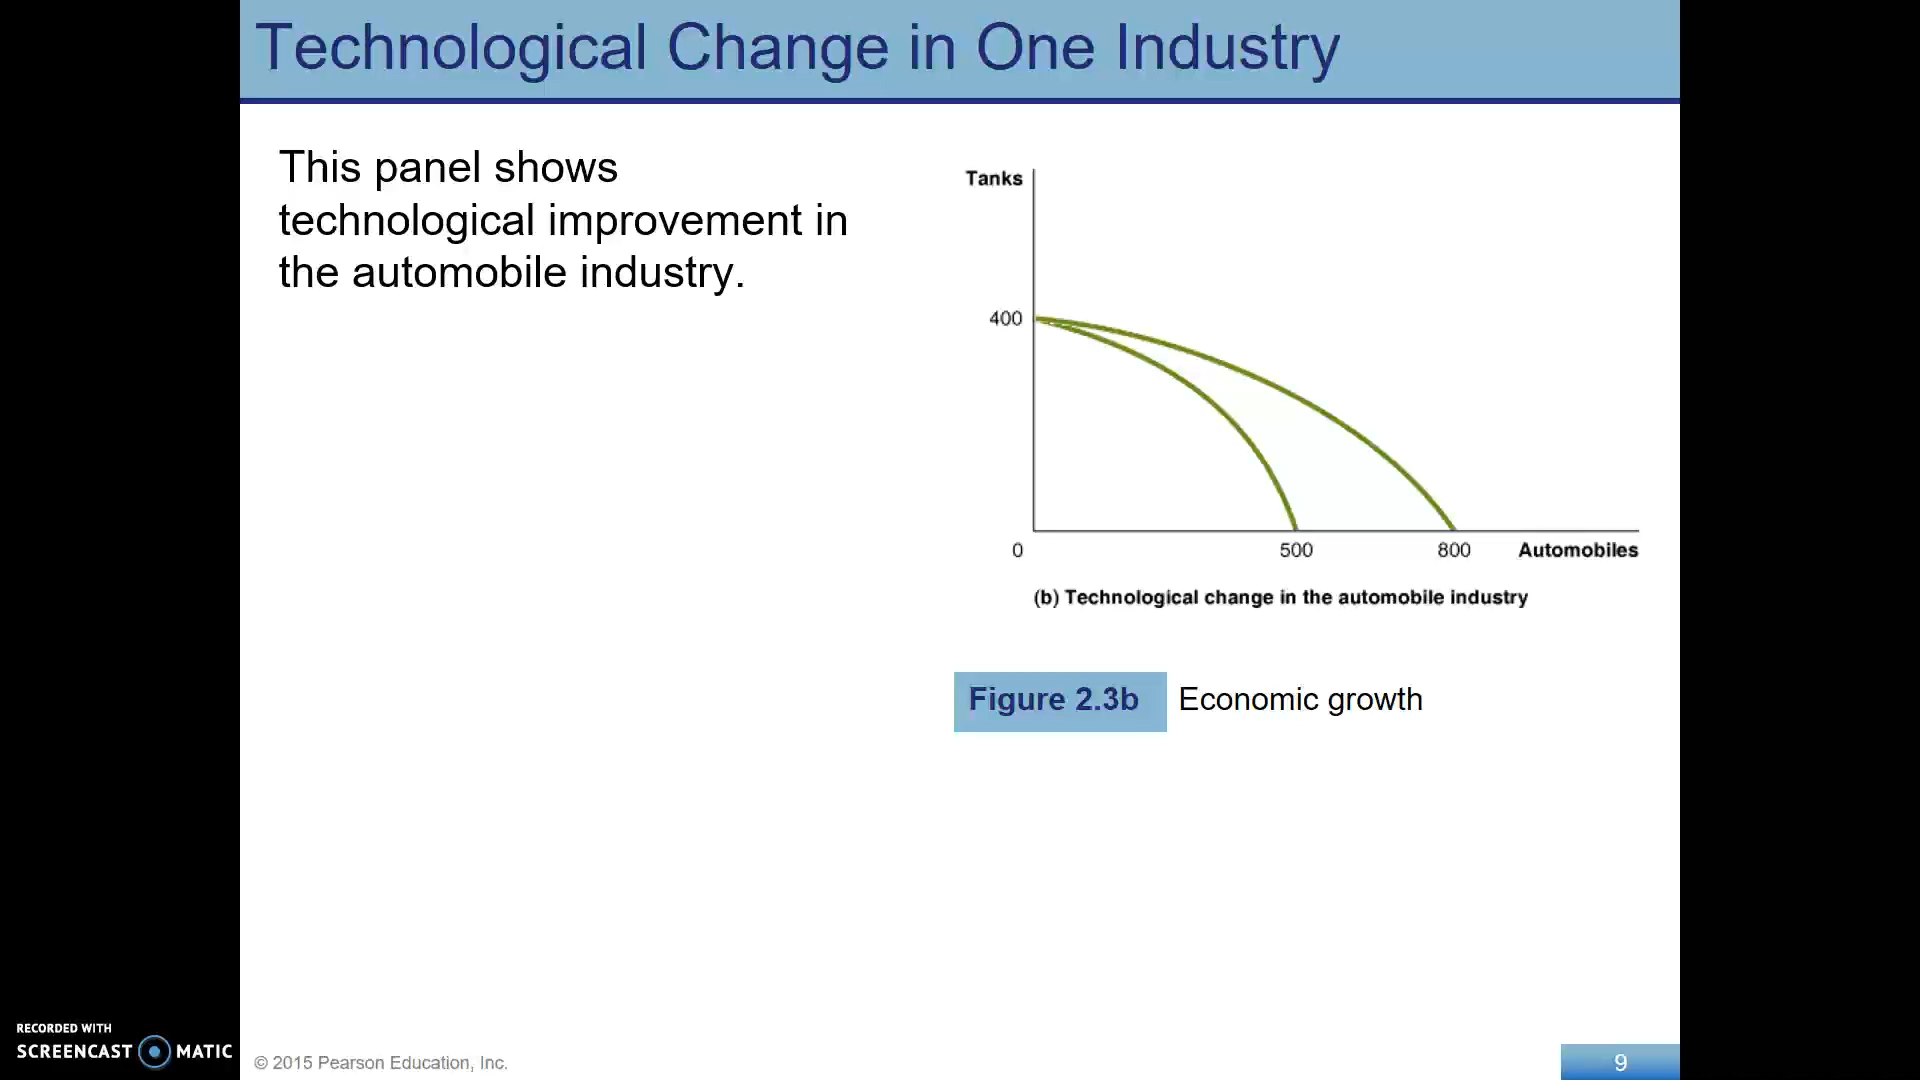 Technological Change in One Industry
This panel shows
technological improvement in
the automobile industry.
Tanks
400
0
500
800
Automobiles
(b) Technological change in the automobile industry
Figure 2.3b
Economic growth
RECORDED WITH
SCREENCAST MATIC
© 2015 Pearson Education, Inc.
9